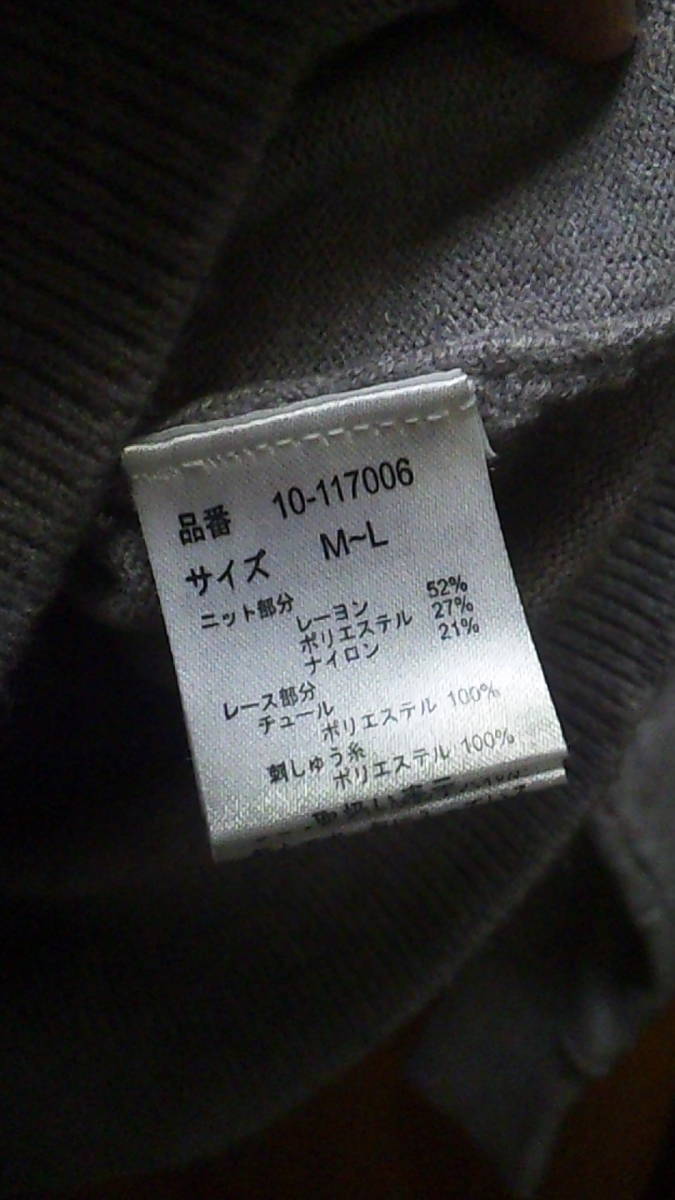 品番 10-117006
サイズ M~L
ニット部分
レーヨン 52%
ポリエステル 27%
ナイロン 21%
レース部分
チュール
ポリエステル 100%
刺しゅう糸
ポリエステル 100%